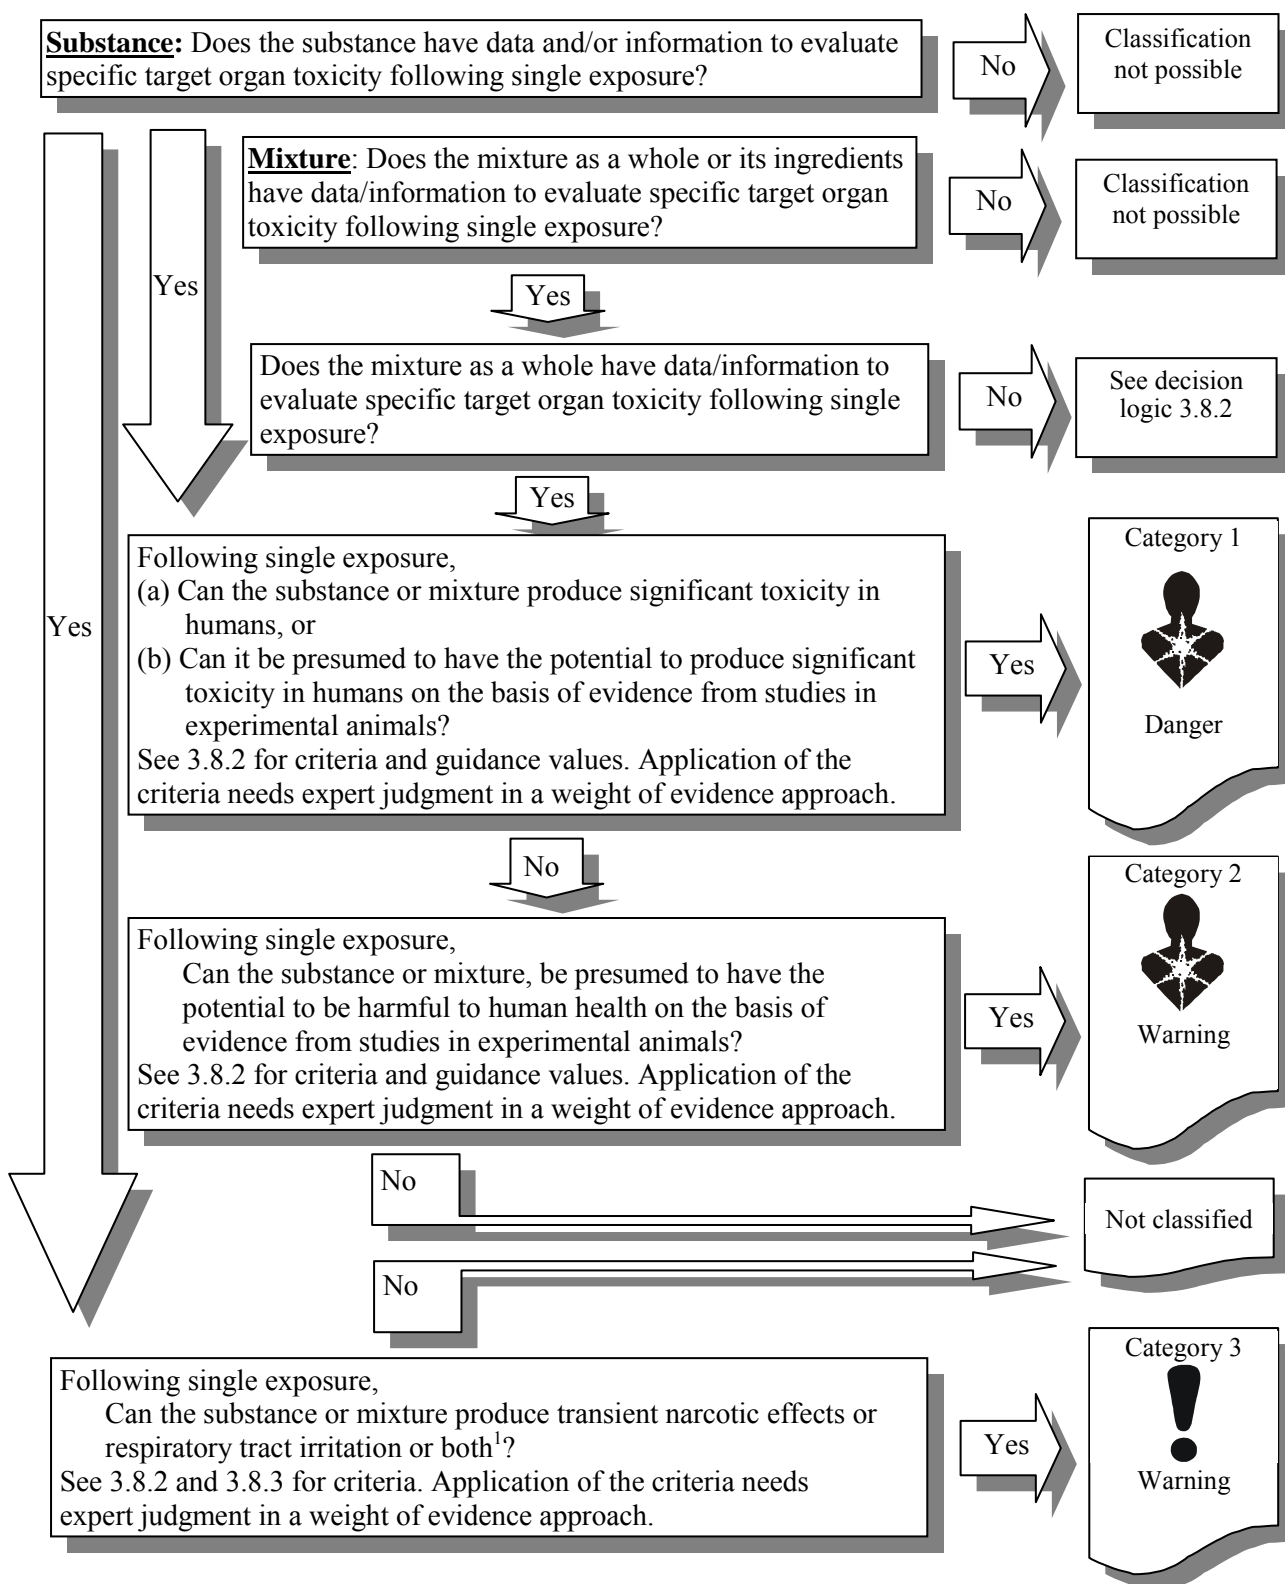 Substance: Does the substance have data and/or information to evaluate
specific target organ toxicity following single exposure?
No
Classification
not possible
Mixture: Does the mixture as a whole or its ingredients
have data/information to evaluate specific target organ
toxicity following single exposure?
No
Classification
not possible
Yes
Yes
Yes
Does the mixture as a whole have data/information to
evaluate specific target organ toxicity following single
exposure?
No
See decision
logic 3.8.2
Yes
Following single exposure,
(a) Can the substance or mixture produce significant toxicity in
humans, or
(b) Can it be presumed to have the potential to produce significant
toxicity in humans on the basis of evidence from studies in
experimental animals?
See 3.8.2 for criteria and guidance values. Application of the
criteria needs expert judgment in a weight of evidence approach.
Yes
Category 1
Danger
No
Following single exposure,
Can the substance or mixture, be presumed to have the
potential to be harmful to human health on the basis of
evidence from studies in experimental animals?
See 3.8.2 for criteria and guidance values. Application of the
criteria needs expert judgment in a weight of evidence approach.
Yes
Category 2
Warning
No
Not classified
No
Following single exposure,
Can the substance or mixture produce transient narcotic effects or
respiratory tract irritation or both¹?
See 3.8.2 and 3.8.3 for criteria. Application of the criteria needs
expert judgment in a weight of evidence approach.
Yes
Category 3
Warning